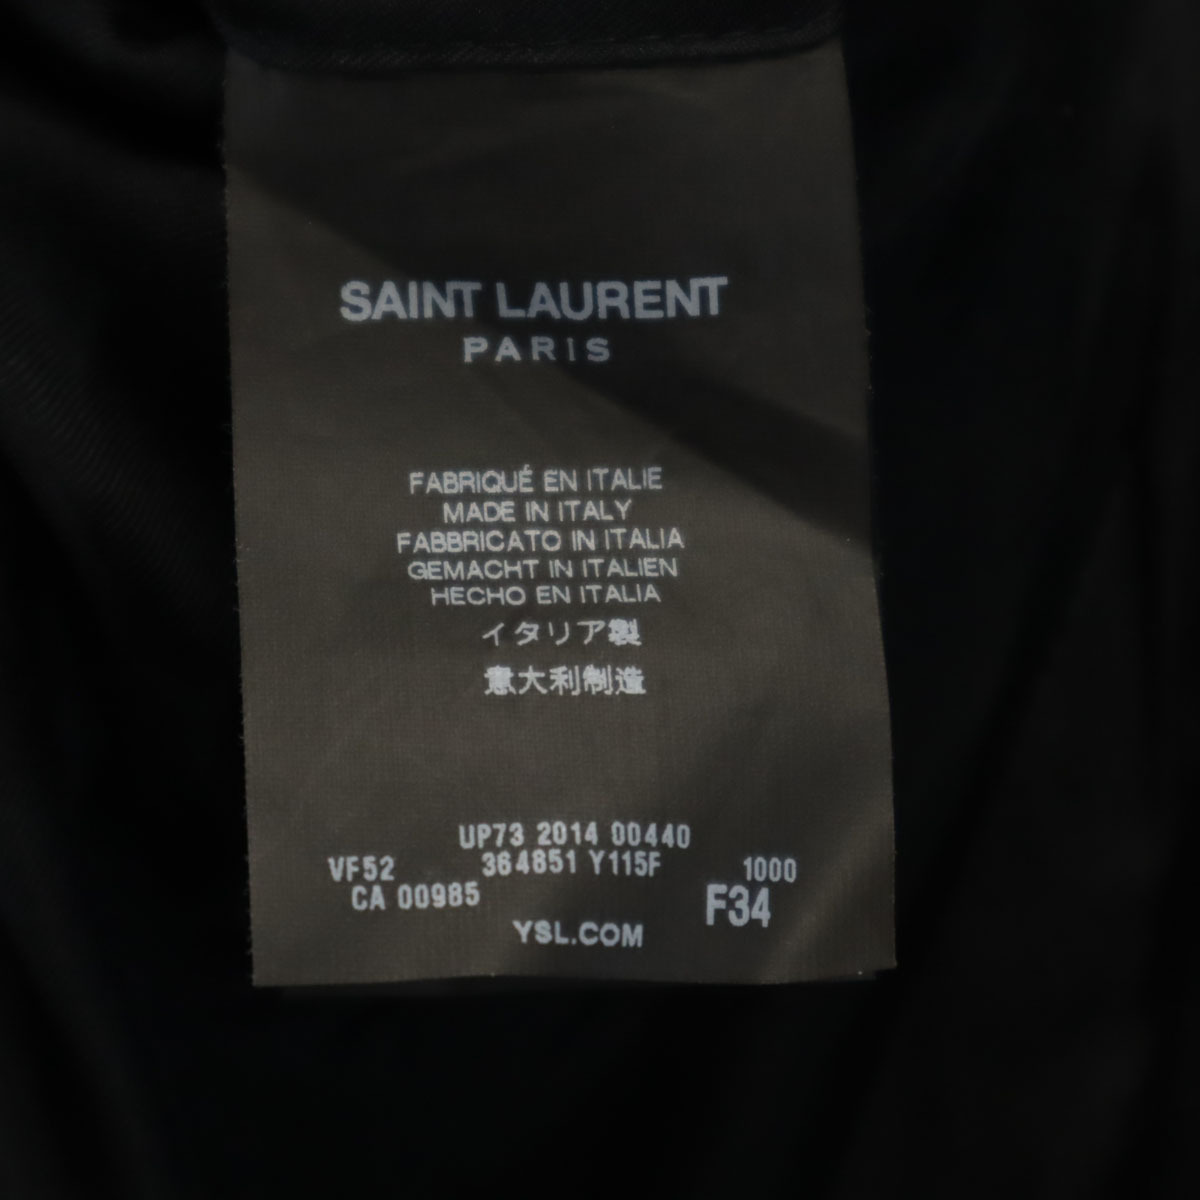 SAINT LAURENT
PARIS
FABRIQUÉ EN ITALIE
MADE IN ITALY
FABBRICATO IN ITALIA
GEMACHT IN ITALIEN
HECHO EN ITALIA
イタリア製
意大利制造
UP73 2014 00440
VF52 364851 Y115F 1000
CA 00985 F34
YSL.COM